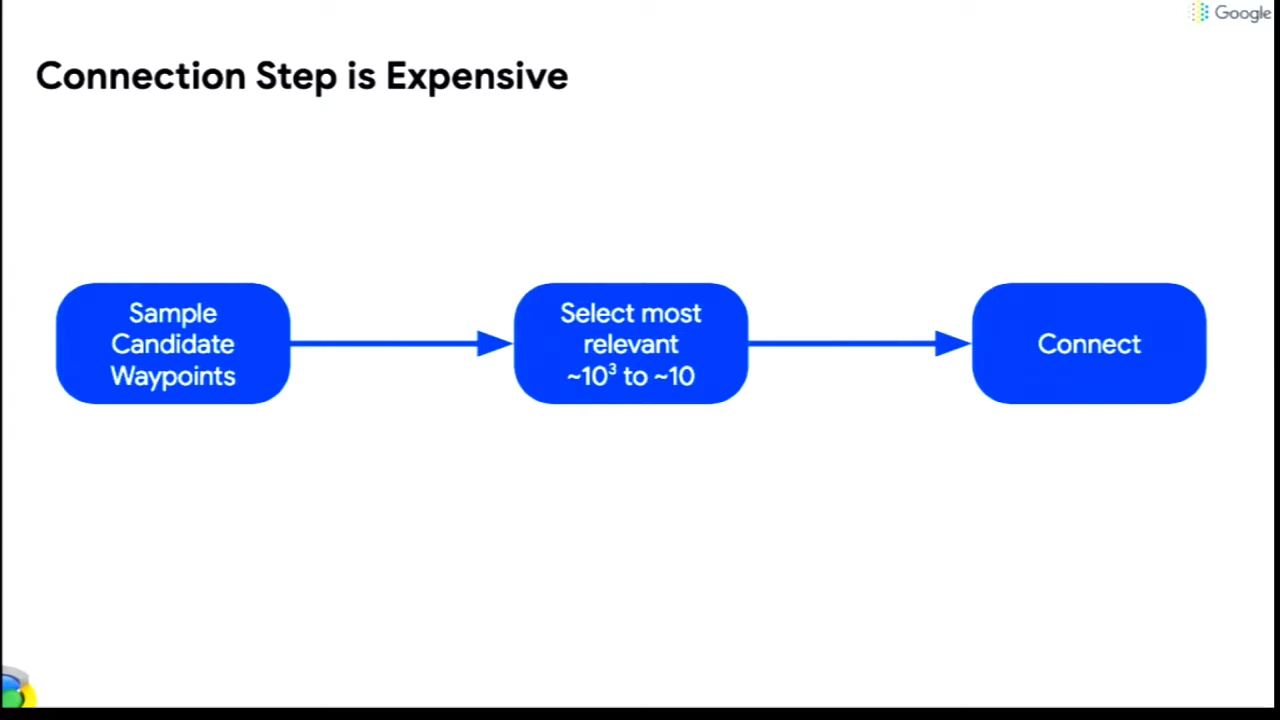 Google
Connection Step is Expensive
Sample
Candidate
Waypoints
Select most
relevant
~10³ to ~10
Connect